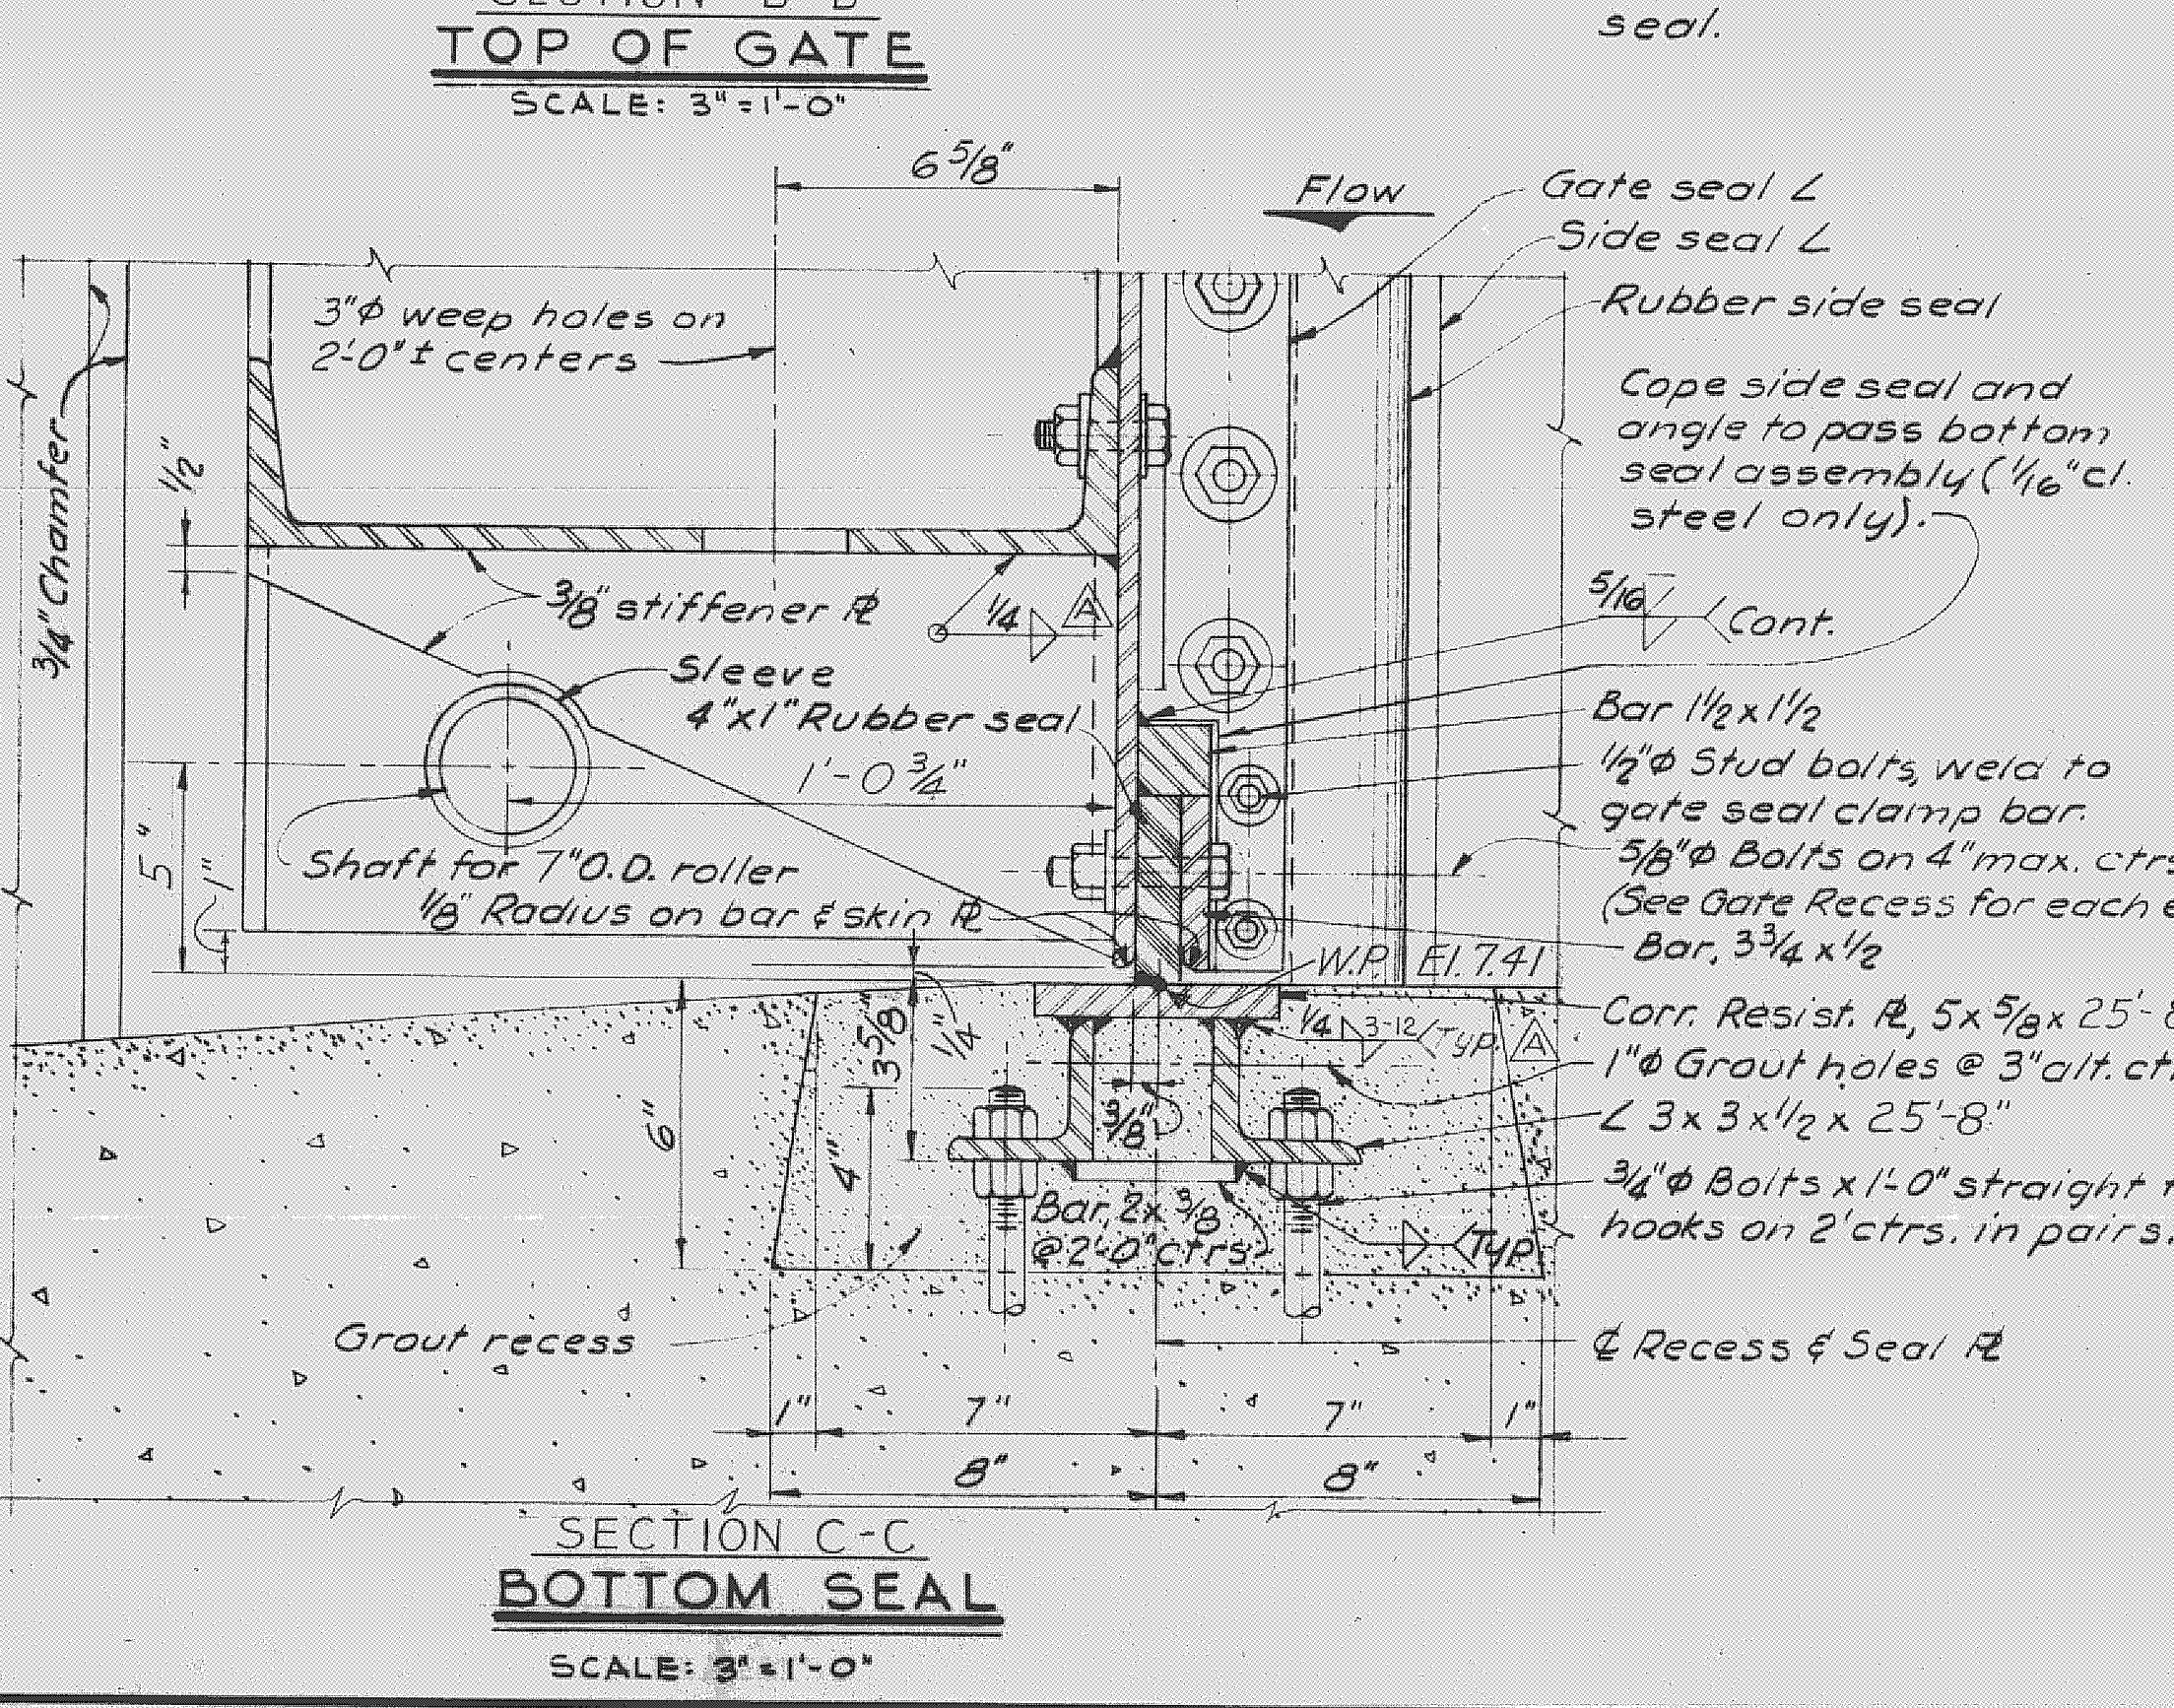 TOP OF GATE
SCALE: 3"=1'-0"
seal.
6 5/8"
Flow
Gate seal ∠
Side seal ∠
Rubber side seal
3"ϕ weep holes on
2'-0"± centers
Cope side seal and
angle to pass bottom
seal assembly (1/16" cl.
steel only).
3/4" Chamfer
1/2"
3/8" stiffener ℞
1/4
A
5/16
Cont.
Sleeve
4"x1" Rubber seal
1'-0 3/4"
Bar 1 1/2 x 1 1/2
1/2"ϕ Stud bolts, weld to
gate seal clamp bar.
5"
1"
Shaft for 7"O.D. roller
5/8"ϕ Bolts on 4"max. ctrs
(See Gate Recess for each
1/8" Radius on bar & skin ℞
Bar, 3 3/4 x 1/2
W.P. El. 7.41
Corr. Resist. ℞, 5 x 5/8 x 25'-8
1/4
3-12
Typ.
A
3 5/8"
1/4"
1"ϕ Grout holes @ 3"alt.
3/8"
∠ 3 x 3 x 1/2 x 25'-8"
6"
4"
3/4"ϕ Bolts x 1'-0" straight
hooks on 2' ctrs. in pairs.
Bar, 2 x 3/8
@ 2'-0" ctrs
Typ.
Grout recess
℄ Recess & Seal ℞
1"
7"
7"
1"
8"
8"
SECTION C-C
BOTTOM SEAL
SCALE: 3"=1'-0"